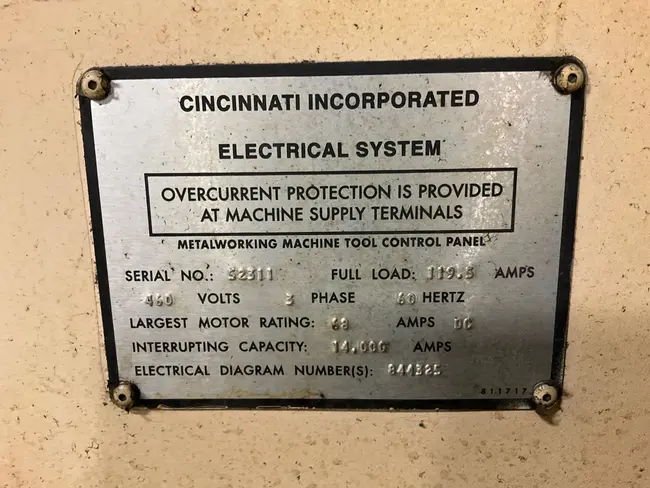 CINCINNATI INCORPORATED
ELECTRICAL SYSTEM
OVERCURRENT PROTECTION IS PROVIDED
AT MACHINE SUPPLY TERMINALS
METALWORKING MACHINE TOOL CONTROL PANEL
SERIAL NO.: 52311 FULL LOAD: 119.5 AMPS
460 VOLTS 3 PHASE 60 HERTZ
LARGEST MOTOR RATING: 68 AMPS DC
INTERRUPTING CAPACITY: 14,000 AMPS
ELECTRICAL DIAGRAM NUMBER(S):
811717